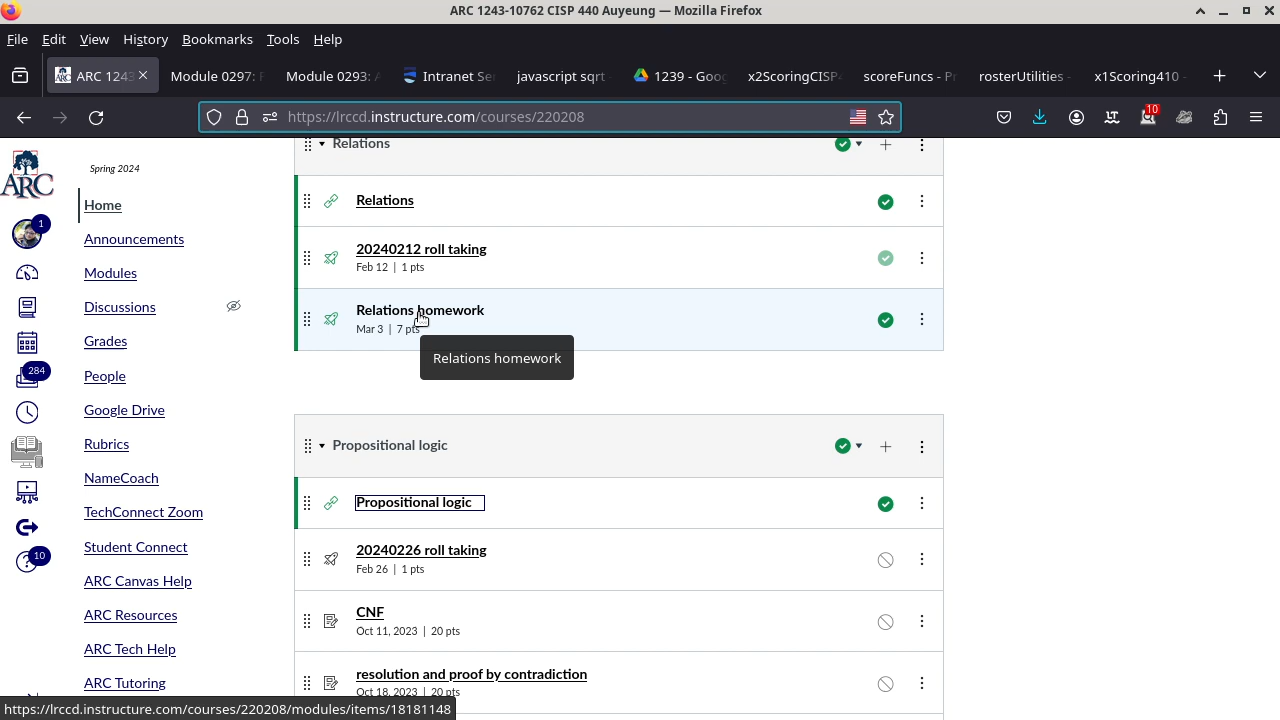 ARC 1243-10762 CISP 440 Auyeung — Mozilla Firefox
File Edit View History Bookmarks Tools Help
ARC 1243
Module 0297:
Module 0293:
Intranet Se
javascript sqrt
1239 - Goo
x2ScoringCISP
scoreFuncs - P
rosterUtilities -
x1Scoring410 -
https://lrccd.instructure.com/courses/220208
10
ARC
1
284
10
Spring 2024
Home
Announcements
Modules
Discussions
Grades
People
Google Drive
Rubrics
NameCoach
TechConnect Zoom
Student Connect
ARC Canvas Help
ARC Resources
ARC Tech Help
ARC Tutoring
Relations
Relations
20240212 roll taking
Feb 12 | 1 pts
Relations homework
Mar 3 | 7 pts
Relations homework
Propositional logic
Propositional logic
20240226 roll taking
Feb 26 | 1 pts
CNF
Oct 11, 2023 | 20 pts
resolution and proof by contradiction
Oct 18, 2023 | 20 pts
https://lrccd.instructure.com/courses/220208/modules/items/18181148